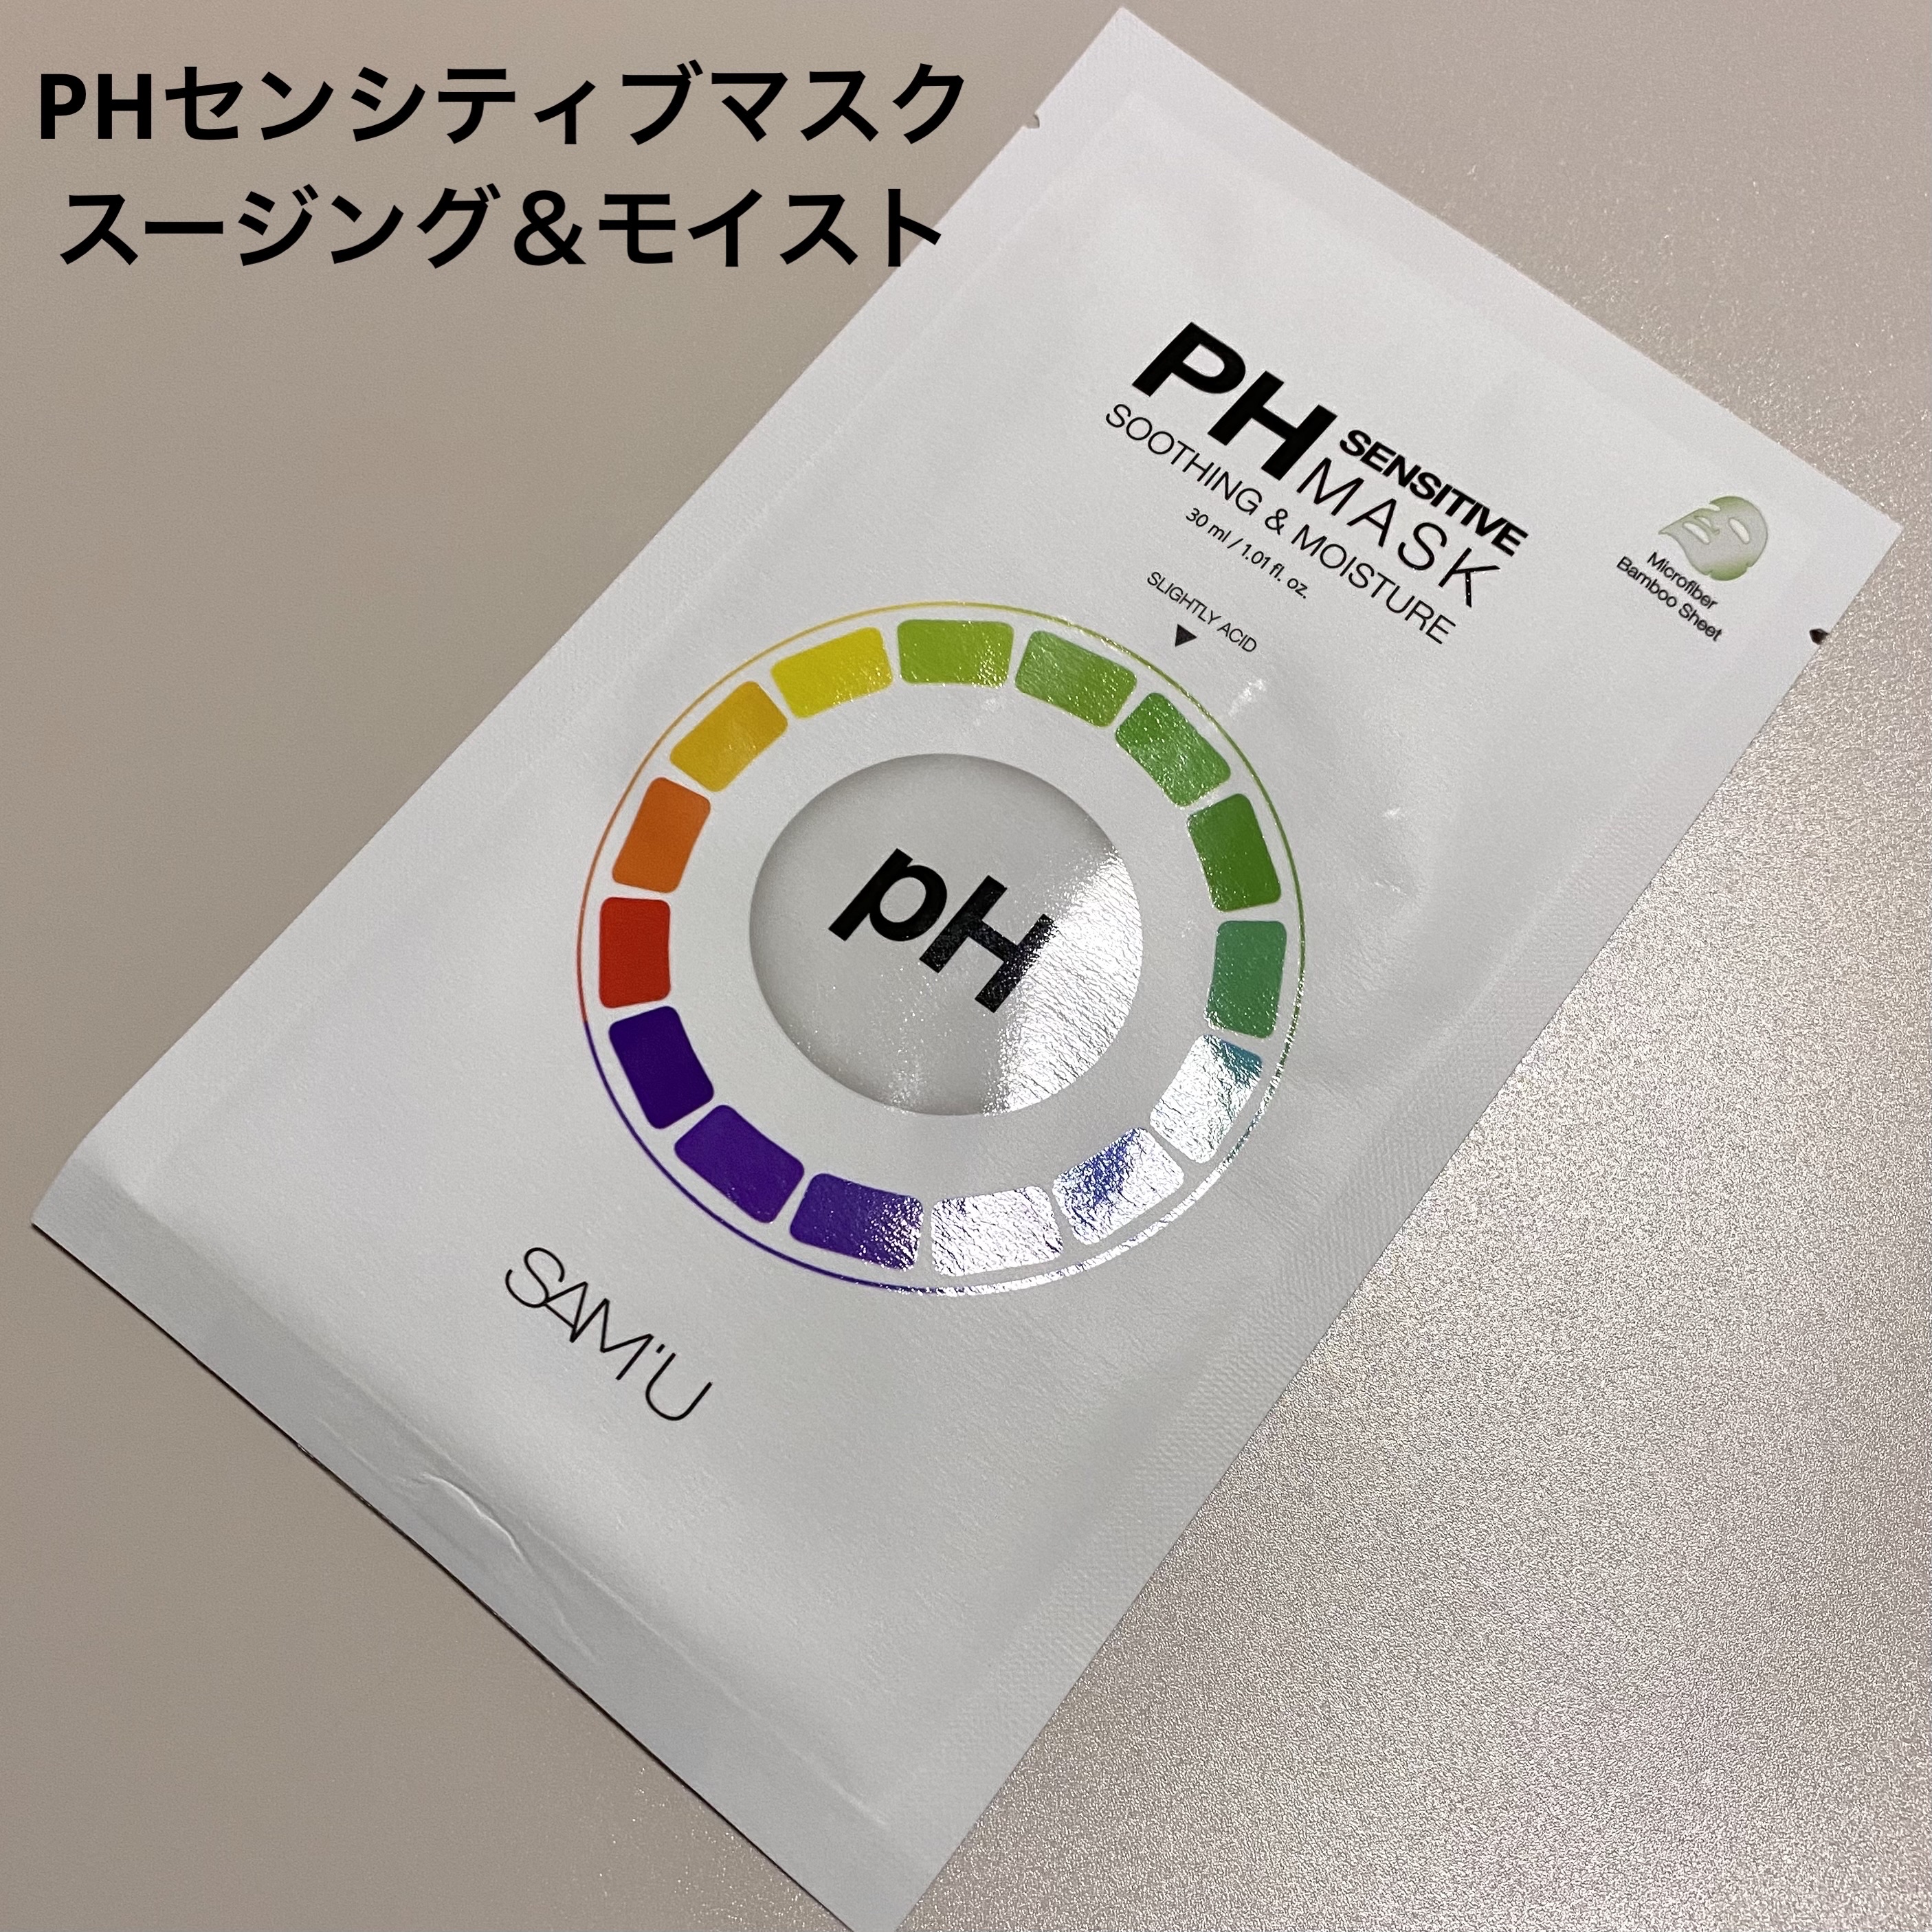 PHセンシティブマスク
スージング＆モイスト
PH SENSITIVE
MASK
SOOTHING & MOISTURE
30 ml / 1.01 fl. oz.
Microfiber
Bamboo Sheet
SLIGHTLY ACID
pH
SAM'U